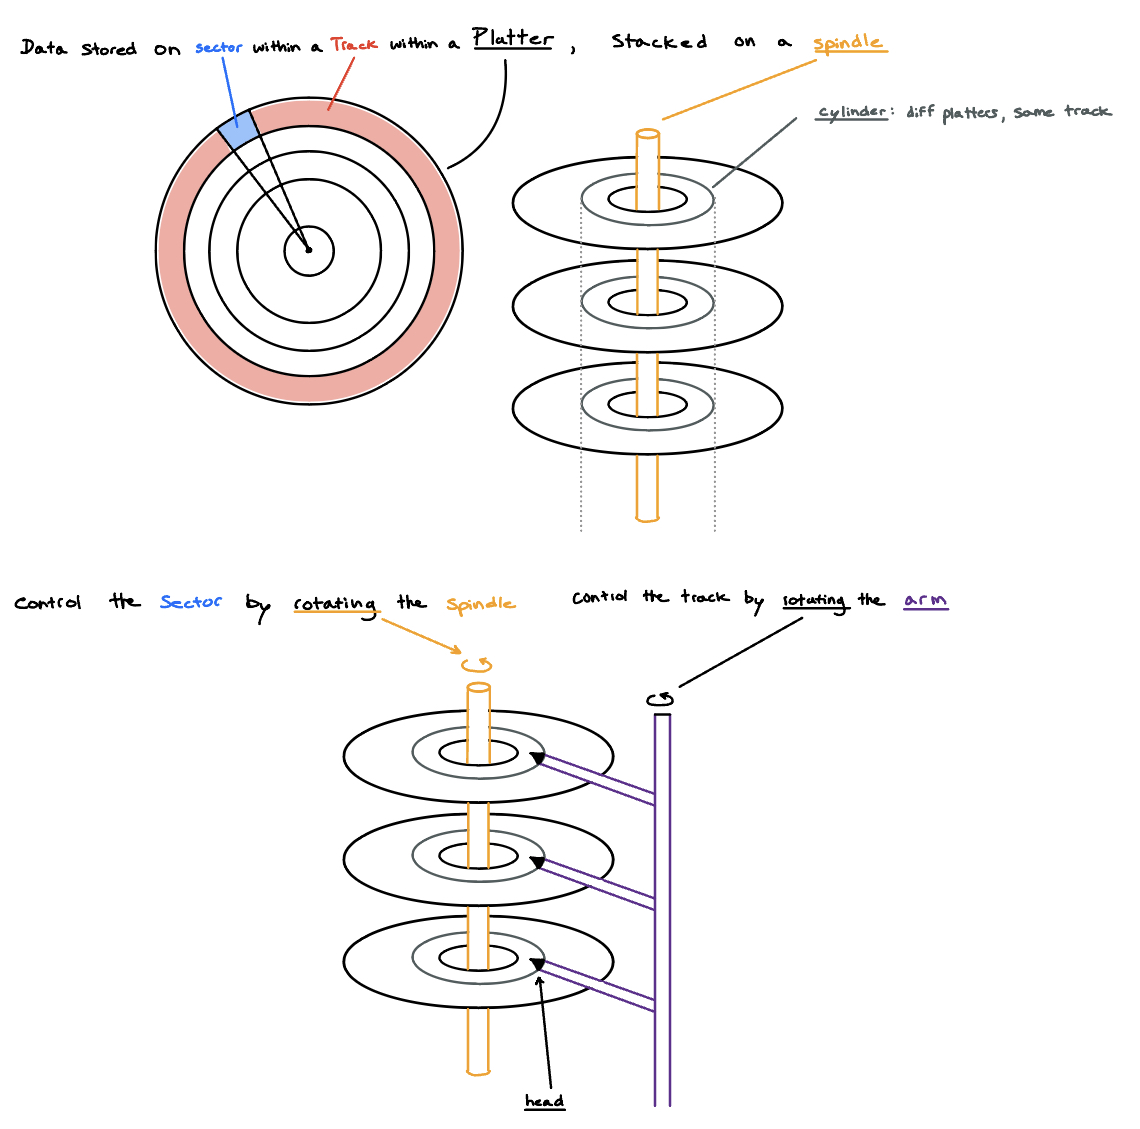 Data stored on sector within a Track within a Platter, stacked on a spindle
cylinder: diff platters, same track
Control the Sector by rotating the Spindle
Control the track by rotating the arm
head